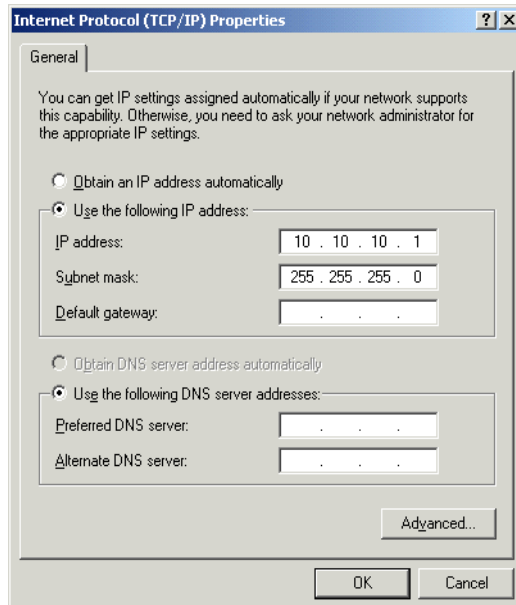 Internet Protocol (TCP/IP) Properties
General
You can get IP settings assigned automatically if your network supports
this capability. Otherwise, you need to ask your network administrator for
the appropriate IP settings.
Obtain an IP address automatically
Use the following IP address:
IP address: 10 . 10 . 10 . 1
Subnet mask: 255 . 255 . 255 . 0
Default gateway: . . .
Obtain DNS server address automatically
Use the following DNS server addresses:
Preferred DNS server: . . .
Alternate DNS server: . . .
Advanced...
OK Cancel